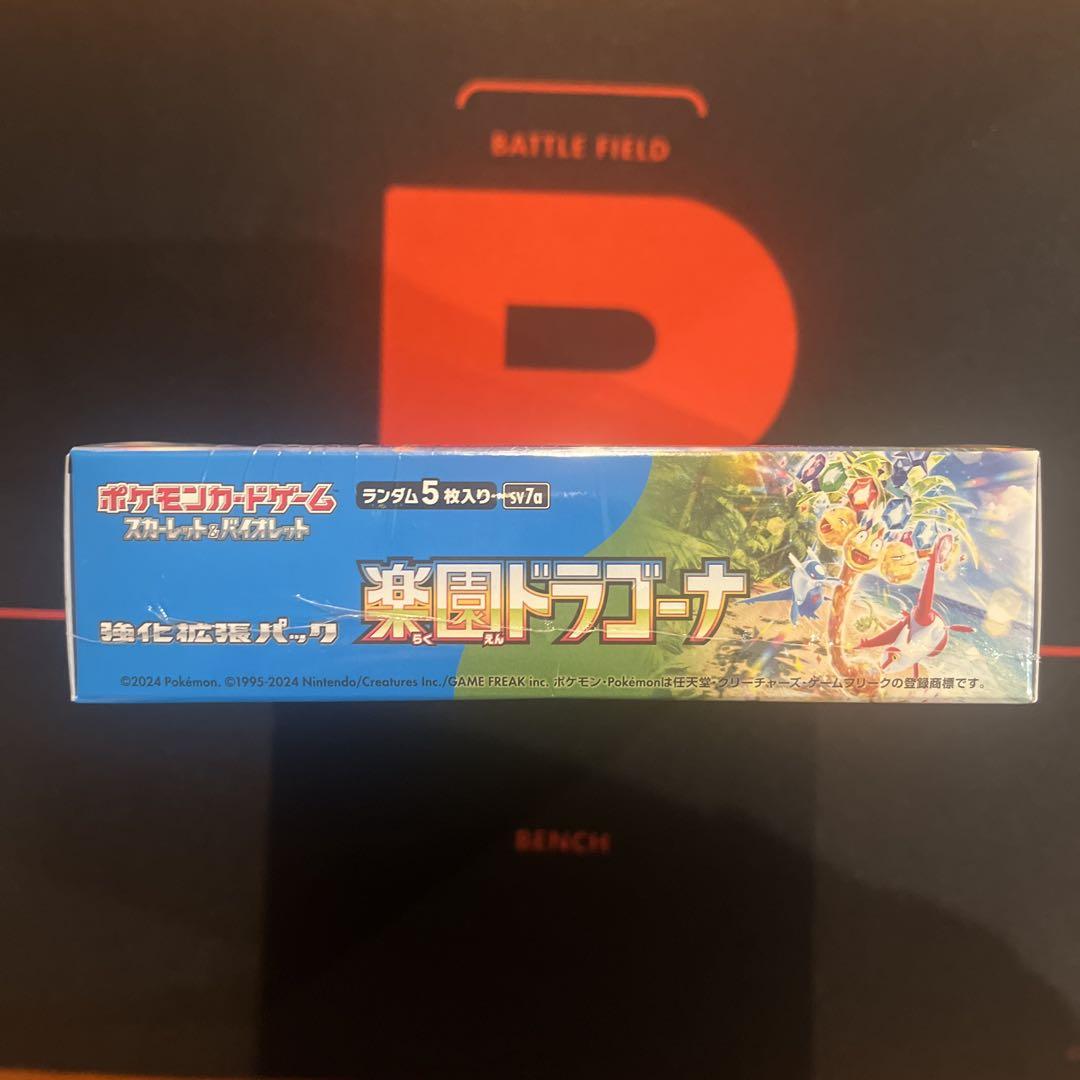 BATTLE FIELD
ポケモンカードゲーム
スカーレット&バイオレット
ランダム5枚入り sv7a
強化拡張パック
楽園ドラゴーナ
らく えん
©2024 Pokémon. ©1995-2024 Nintendo/Creatures Inc./GAME FREAK inc. ポケモン・Pokémonは任天堂・クリーチャーズ・ゲームフリークの登録商標です。
BENCH